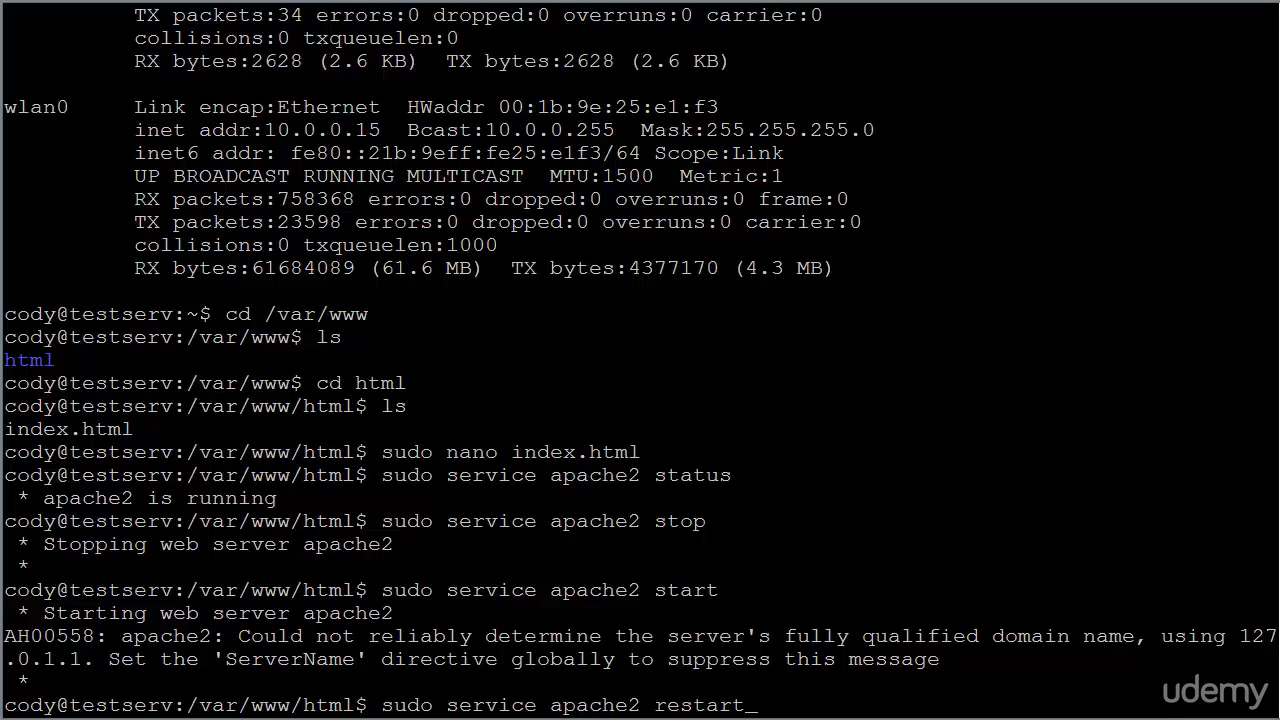 TX packets:34 errors:0 dropped:0 overruns:0 carrier:0
collisions:0 txqueuelen:0
RX bytes:2628 (2.6 KB)  TX bytes:2628 (2.6 KB)
wlan0     Link encap:Ethernet  HWaddr 00:1b:9e:25:e1:f3
inet addr:10.0.0.15  Bcast:10.0.0.255  Mask:255.255.255.0
inet6 addr: fe80::21b:9eff:fe25:e1f3/64 Scope:Link
UP BROADCAST RUNNING MULTICAST  MTU:1500  Metric:1
RX packets:758368 errors:0 dropped:0 overruns:0 frame:0
TX packets:23598 errors:0 dropped:0 overruns:0 carrier:0
collisions:0 txqueuelen:1000
RX bytes:61684089 (61.6 MB)  TX bytes:4377170 (4.3 MB)
cody@testserv:~$ cd /var/www
cody@testserv:/var/www$ ls
html
cody@testserv:/var/www$ cd html
cody@testserv:/var/www/html$ ls
index.html
cody@testserv:/var/www/html$ sudo nano index.html
cody@testserv:/var/www/html$ sudo service apache2 status
* apache2 is running
cody@testserv:/var/www/html$ sudo service apache2 stop
* Stopping web server apache2
*
cody@testserv:/var/www/html$ sudo service apache2 start
* Starting web server apache2
AH00558: apache2: Could not reliably determine the server's fully qualified domain name, using 127
.0.1.1. Set the 'ServerName' directive globally to suppress this message
*
cody@testserv:/var/www/html$ sudo service apache2 restart_
udemy